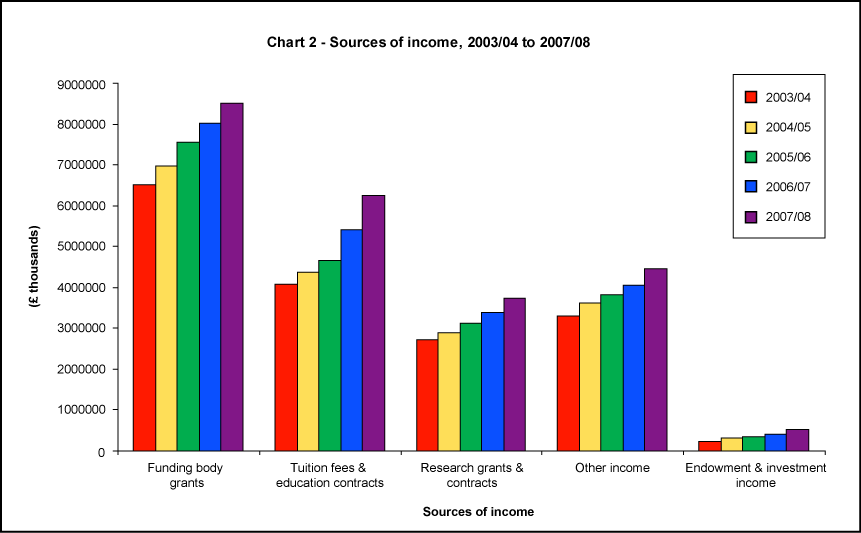 Chart 2 - Sources of income, 2003/04 to 2007/08
9000000
8000000
7000000
6000000
5000000
4000000
3000000
2000000
1000000
0
(£ thousands)
2003/04
2004/05
2005/06
2006/07
2007/08
Funding body
grants
Tuition fees &
education contracts
Research grants &
contracts
Other income
Endowment & investment
income
Sources of income